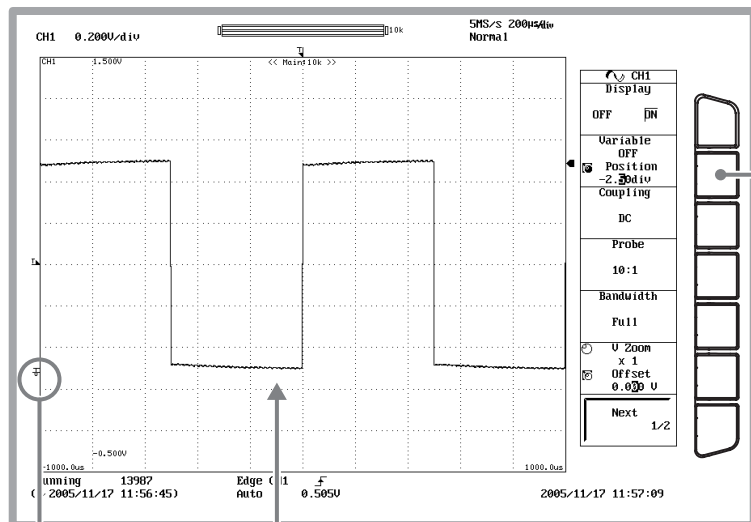 CH1 0.200V/div
10k
5MS/s 200µs/div
Normal
CH1 1.500V
<< Main:10k >>
T
T
-0.500V
-1000.0us
1000.0us
CH1
Display
OFF ON
Variable
OFF
Position
-2.50div
Coupling
DC
Probe
10:1
Bandwidth
Full
V Zoom
x 1
Offset
0.000 V
Next
1/2
unning 13987
Edge CH1
2005/11/17 11:56:45)
Auto 0.505V
2005/11/17 11:57:09